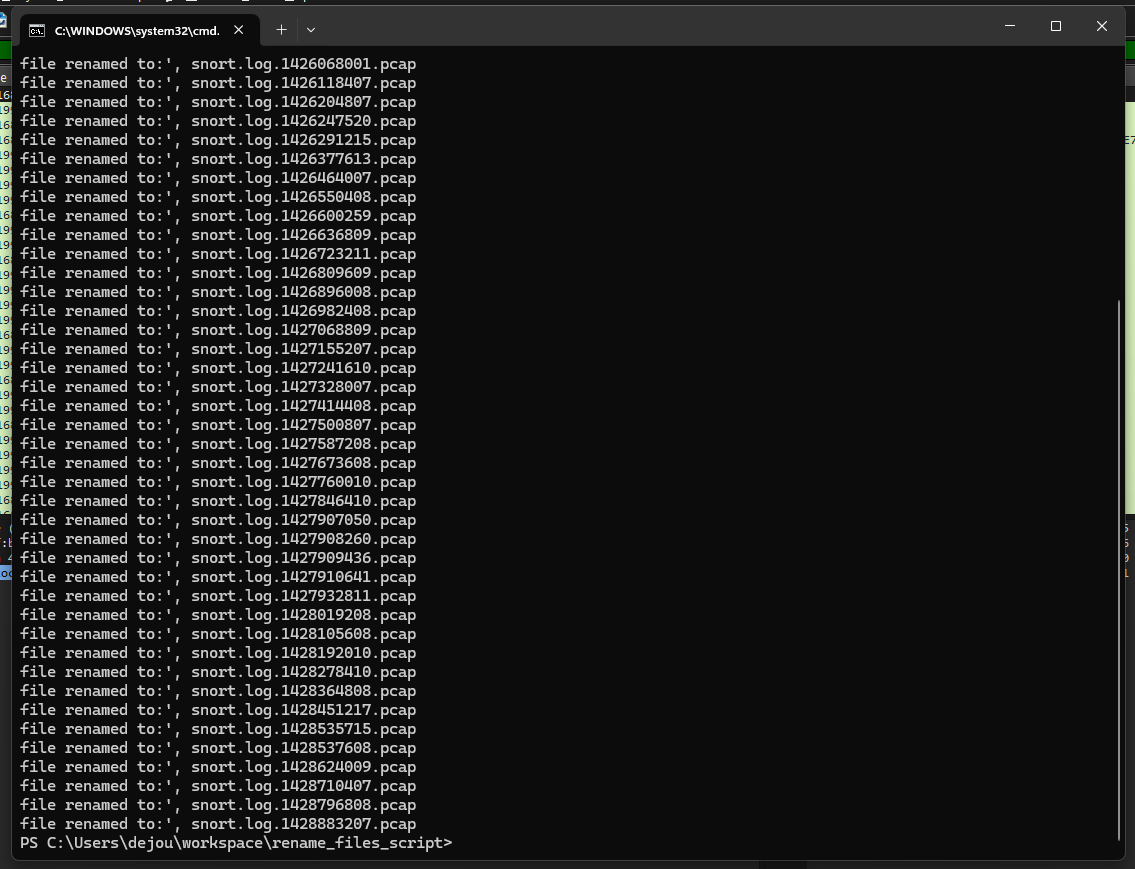 C:\WINDOWS\system32\cmd.
file renamed to:', snort.log.1426068001.pcap
file renamed to:', snort.log.1426118407.pcap
file renamed to:', snort.log.1426204807.pcap
file renamed to:', snort.log.1426247520.pcap
file renamed to:', snort.log.1426291215.pcap
file renamed to:', snort.log.1426377613.pcap
file renamed to:', snort.log.1426464007.pcap
file renamed to:', snort.log.1426550408.pcap
file renamed to:', snort.log.1426600259.pcap
file renamed to:', snort.log.1426636809.pcap
file renamed to:', snort.log.1426723211.pcap
file renamed to:', snort.log.1426809609.pcap
file renamed to:', snort.log.1426896008.pcap
file renamed to:', snort.log.1426982408.pcap
file renamed to:', snort.log.1427068809.pcap
file renamed to:', snort.log.1427155207.pcap
file renamed to:', snort.log.1427241610.pcap
file renamed to:', snort.log.1427328007.pcap
file renamed to:', snort.log.1427414408.pcap
file renamed to:', snort.log.1427500807.pcap
file renamed to:', snort.log.1427587208.pcap
file renamed to:', snort.log.1427673608.pcap
file renamed to:', snort.log.1427760010.pcap
file renamed to:', snort.log.1427846410.pcap
file renamed to:', snort.log.1427907050.pcap
file renamed to:', snort.log.1427908260.pcap
file renamed to:', snort.log.1427909436.pcap
file renamed to:', snort.log.1427910641.pcap
file renamed to:', snort.log.1427932811.pcap
file renamed to:', snort.log.1428019208.pcap
file renamed to:', snort.log.1428105608.pcap
file renamed to:', snort.log.1428192010.pcap
file renamed to:', snort.log.1428278410.pcap
file renamed to:', snort.log.1428364808.pcap
file renamed to:', snort.log.1428451217.pcap
file renamed to:', snort.log.1428535715.pcap
file renamed to:', snort.log.1428537608.pcap
file renamed to:', snort.log.1428624009.pcap
file renamed to:', snort.log.1428710407.pcap
file renamed to:', snort.log.1428796808.pcap
file renamed to:', snort.log.1428883207.pcap
PS C:\Users\dejou\workspace\rename_files_script>